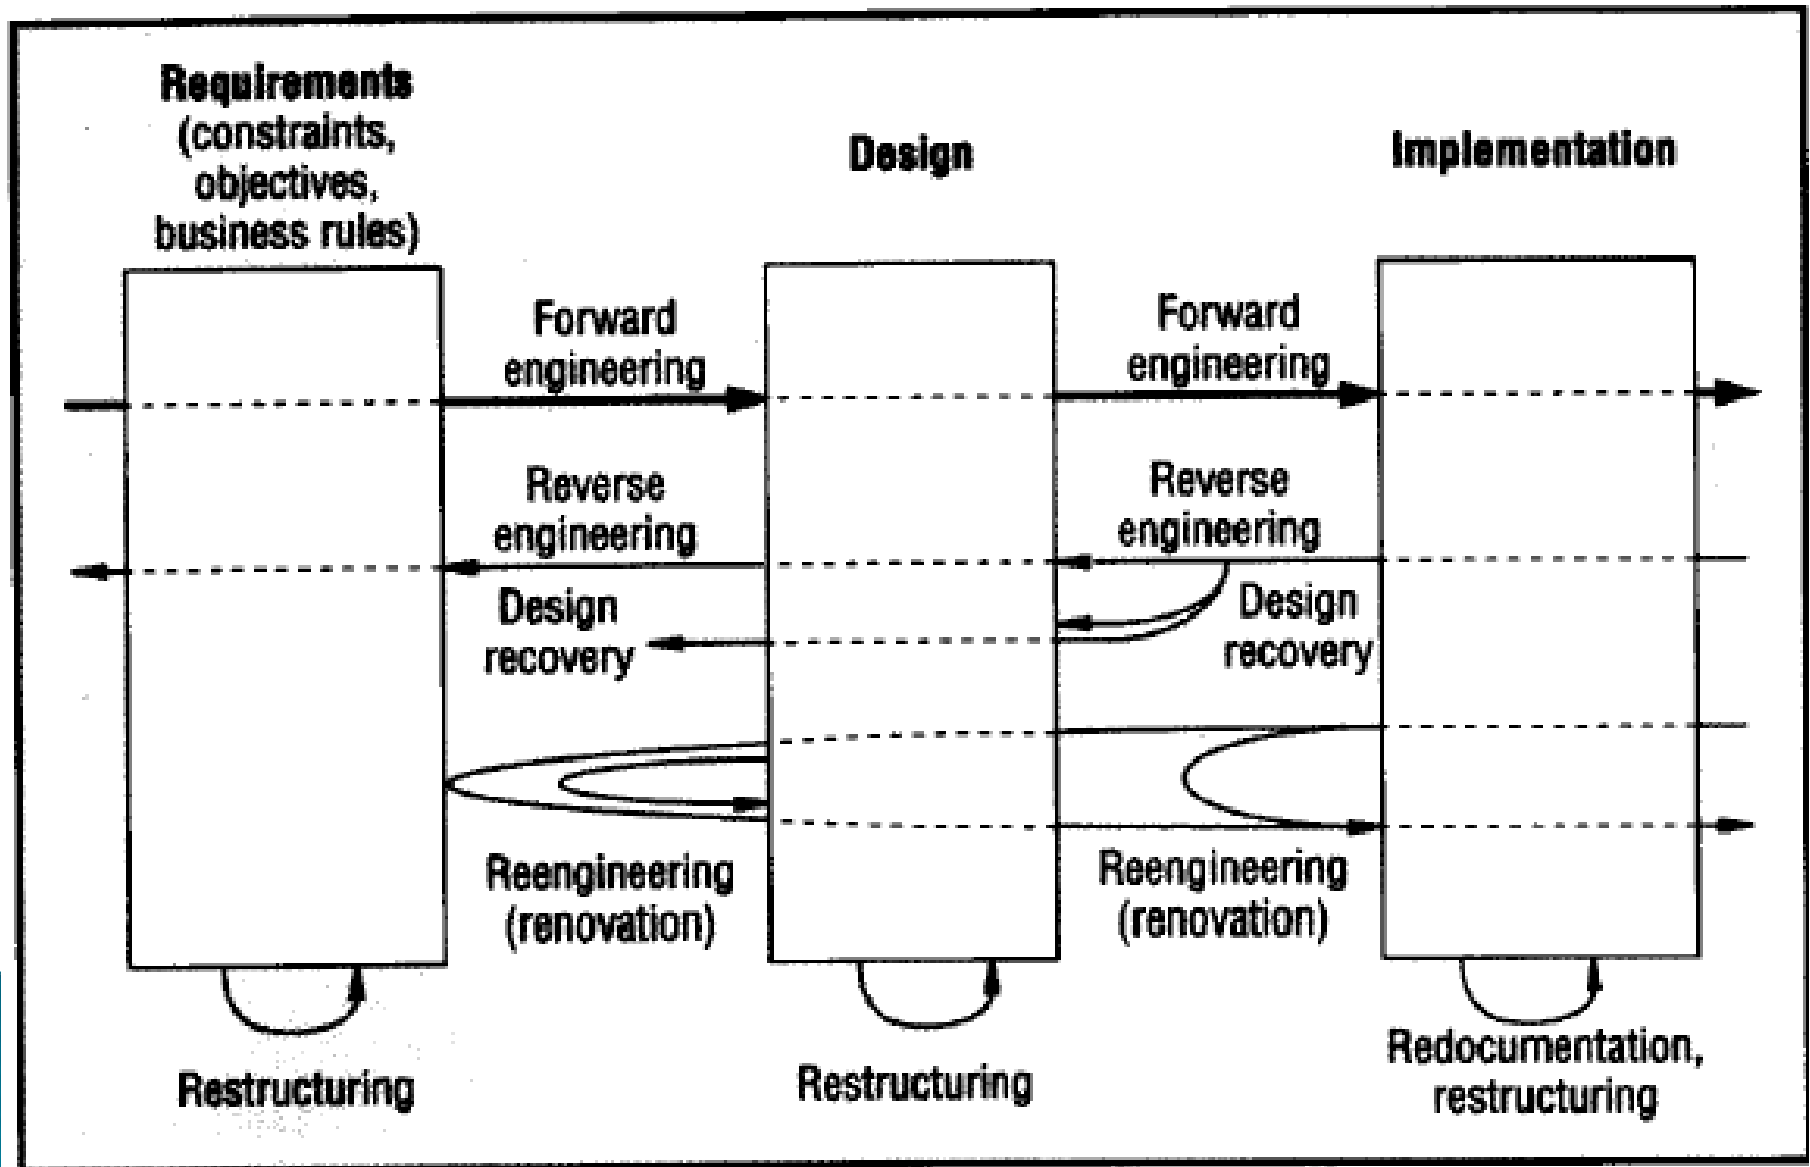 Requirements
(constraints,
objectives,
business rules)
Design
Implementation
Forward
engineering
Forward
engineering
Reverse
engineering
Reverse
engineering
Design
recovery
Design
recovery
Reengineering
(renovation)
Reengineering
(renovation)
Restructuring
Restructuring
Redocumentation,
restructuring